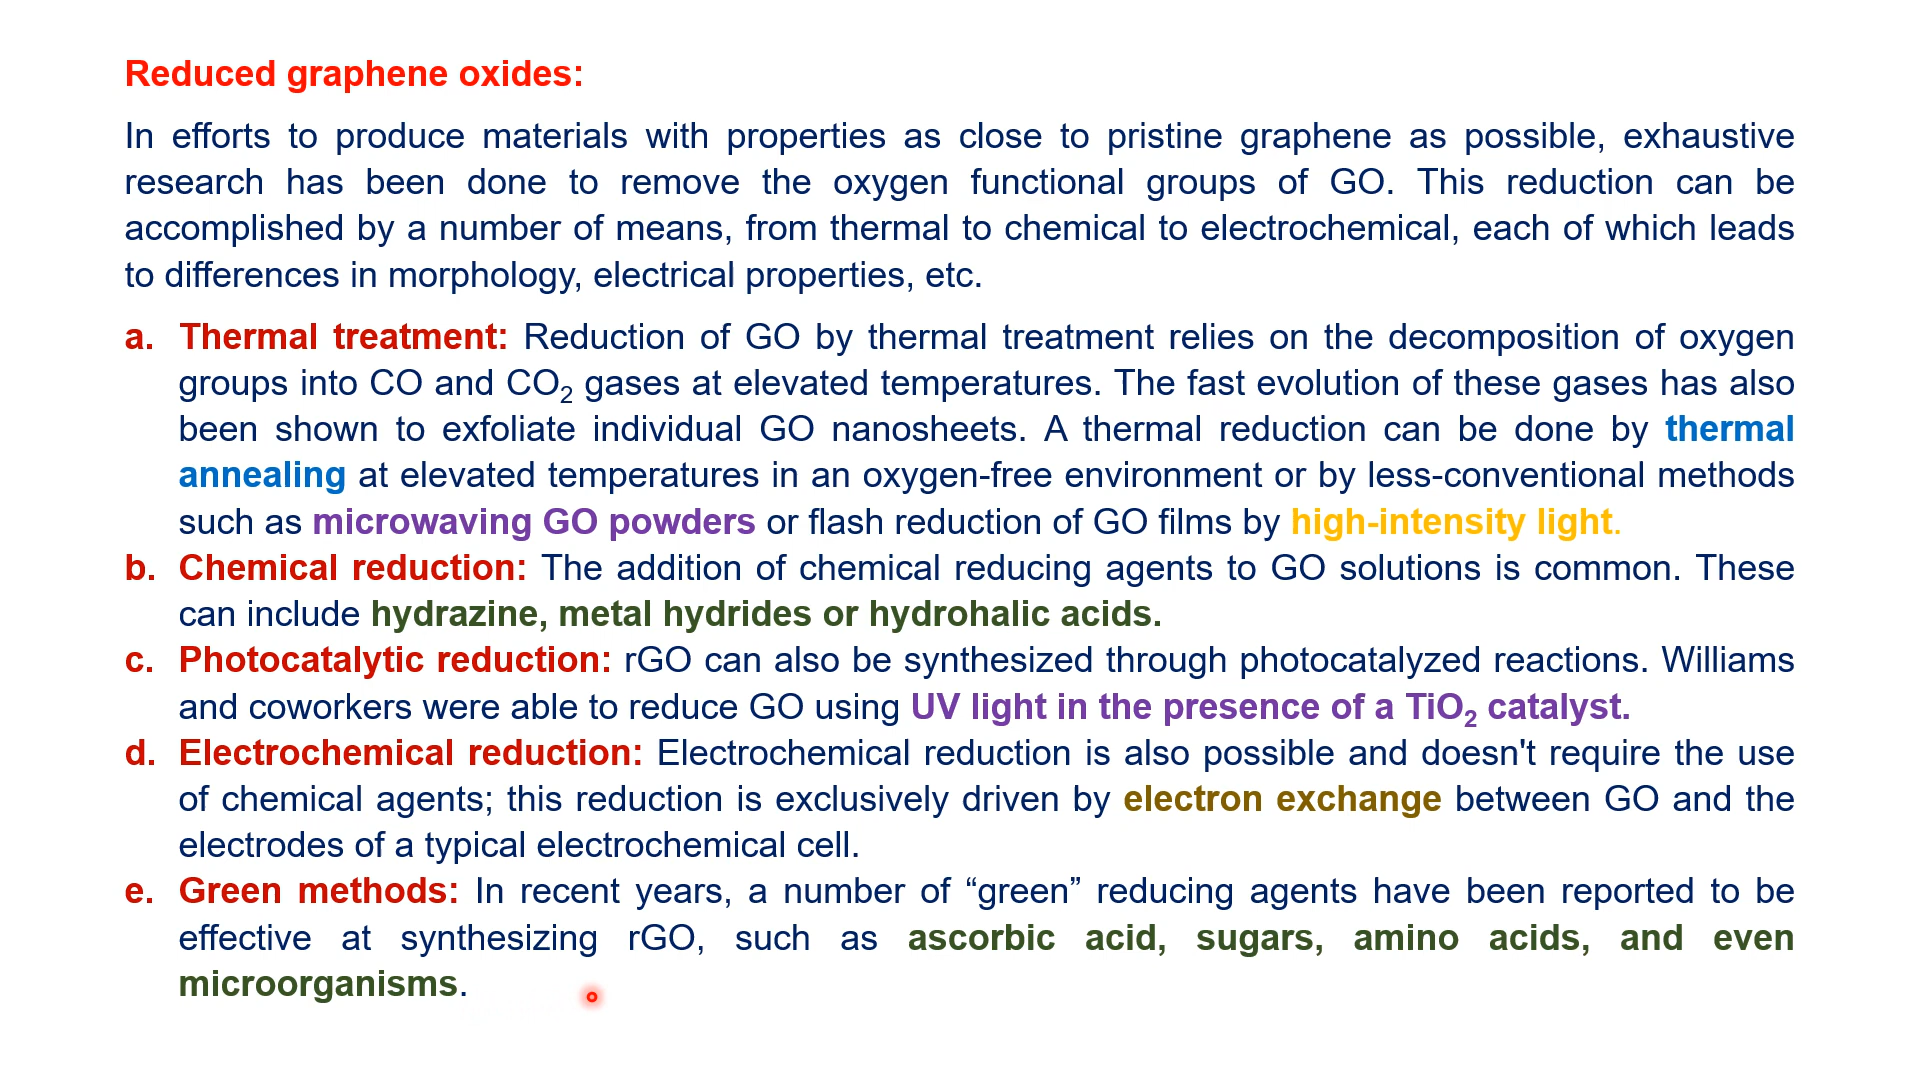 Reduced graphene oxides:
In efforts to produce materials with properties as close to pristine graphene as possible, exhaustive
research has been done to remove the oxygen functional groups of GO. This reduction can be
accomplished by a number of means, from thermal to chemical to electrochemical, each of which leads
to differences in morphology, electrical properties, etc.
a. Thermal treatment: Reduction of GO by thermal treatment relies on the decomposition of oxygen
groups into CO and CO₂ gases at elevated temperatures. The fast evolution of these gases has also
been shown to exfoliate individual GO nanosheets. A thermal reduction can be done by thermal
annealing at elevated temperatures in an oxygen-free environment or by less-conventional methods
such as microwaving GO powders or flash reduction of GO films by high-intensity light.
b. Chemical reduction: The addition of chemical reducing agents to GO solutions is common. These
can include hydrazine, metal hydrides or hydrohalic acids.
c. Photocatalytic reduction: rGO can also be synthesized through photocatalyzed reactions. Williams
and coworkers were able to reduce GO using UV light in the presence of a TiO₂ catalyst.
d. Electrochemical reduction: Electrochemical reduction is also possible and doesn't require the use
of chemical agents; this reduction is exclusively driven by electron exchange between GO and the
electrodes of a typical electrochemical cell.
e. Green methods: In recent years, a number of “green” reducing agents have been reported to be
effective at synthesizing rGO, such as ascorbic acid, sugars, amino acids, and even
microorganisms.